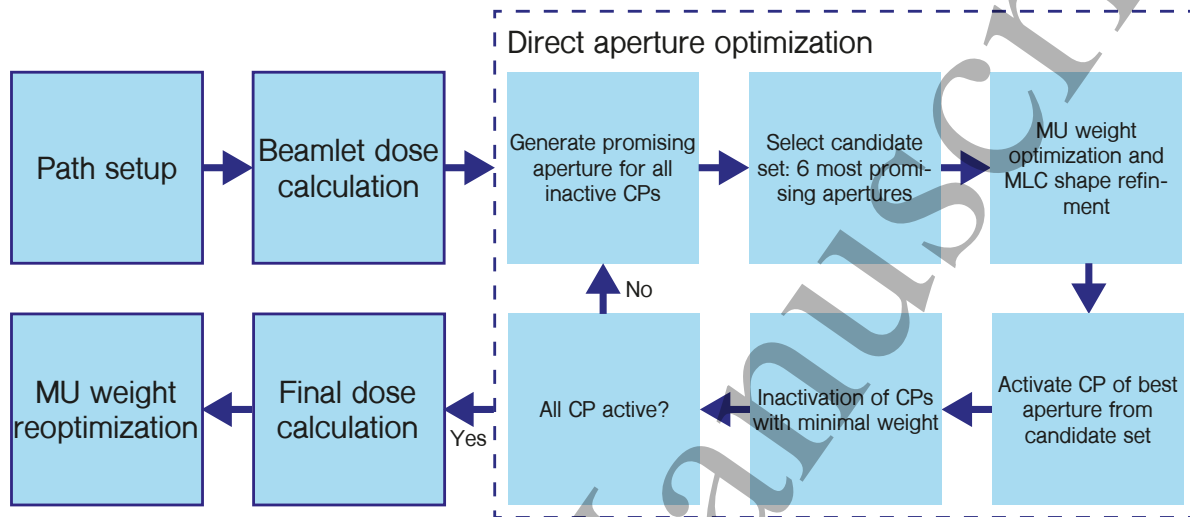 Direct aperture optimization
Path setup
Beamlet dose
calculation
Generate promising
aperture for all
inactive CPs
Select candidate
set: 6 most promi-
sing apertures
MU weight
optimization and
MLC shape refin-
ment
No
MU weight
reoptimization
Final dose
calculation
Yes
All CP active?
Inactivation of CPs
with minimal weight
Activate CP of best
aperture from
candidate set
anuscri